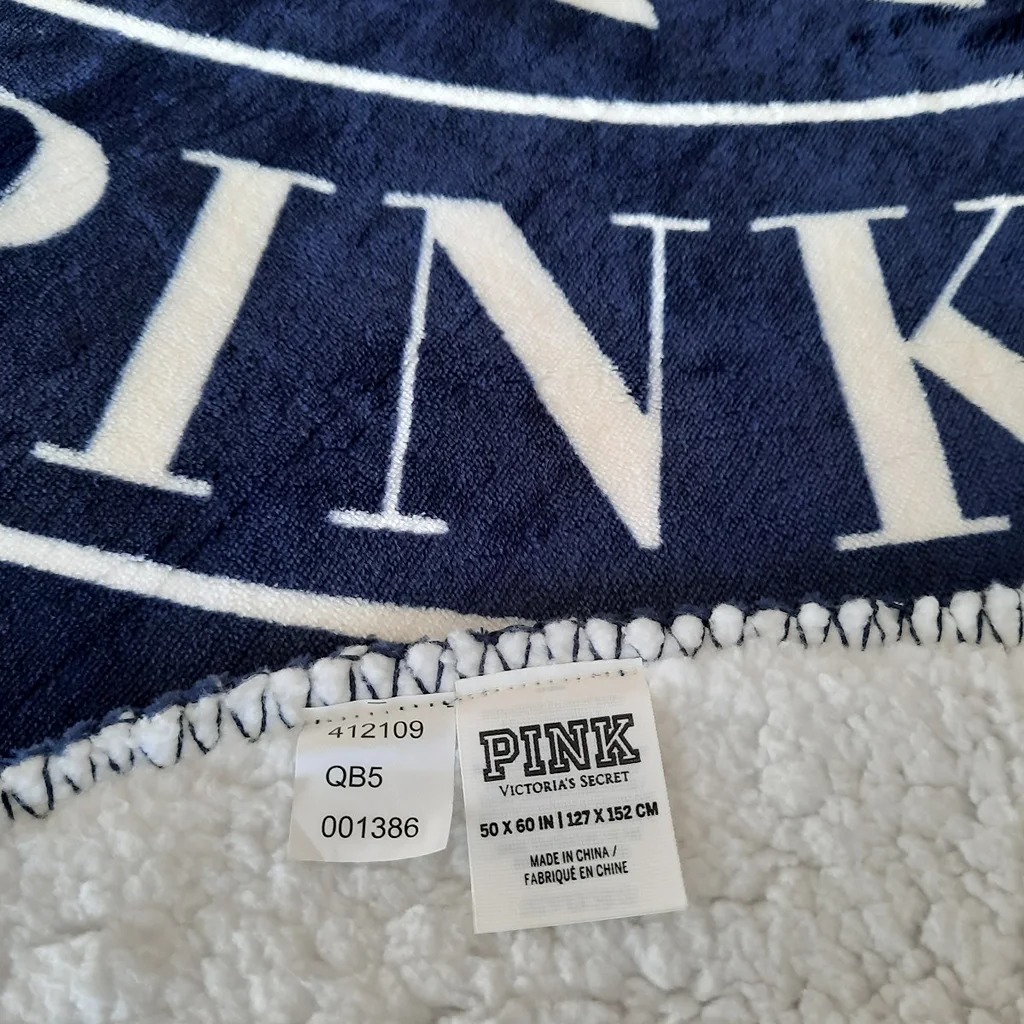 PINK
412109
QB5
001386
PINK
VICTORIA'S SECRET
50 X 60 IN | 127 X 152 CM
MADE IN CHINA /
FABRIQUÉ EN CHINE